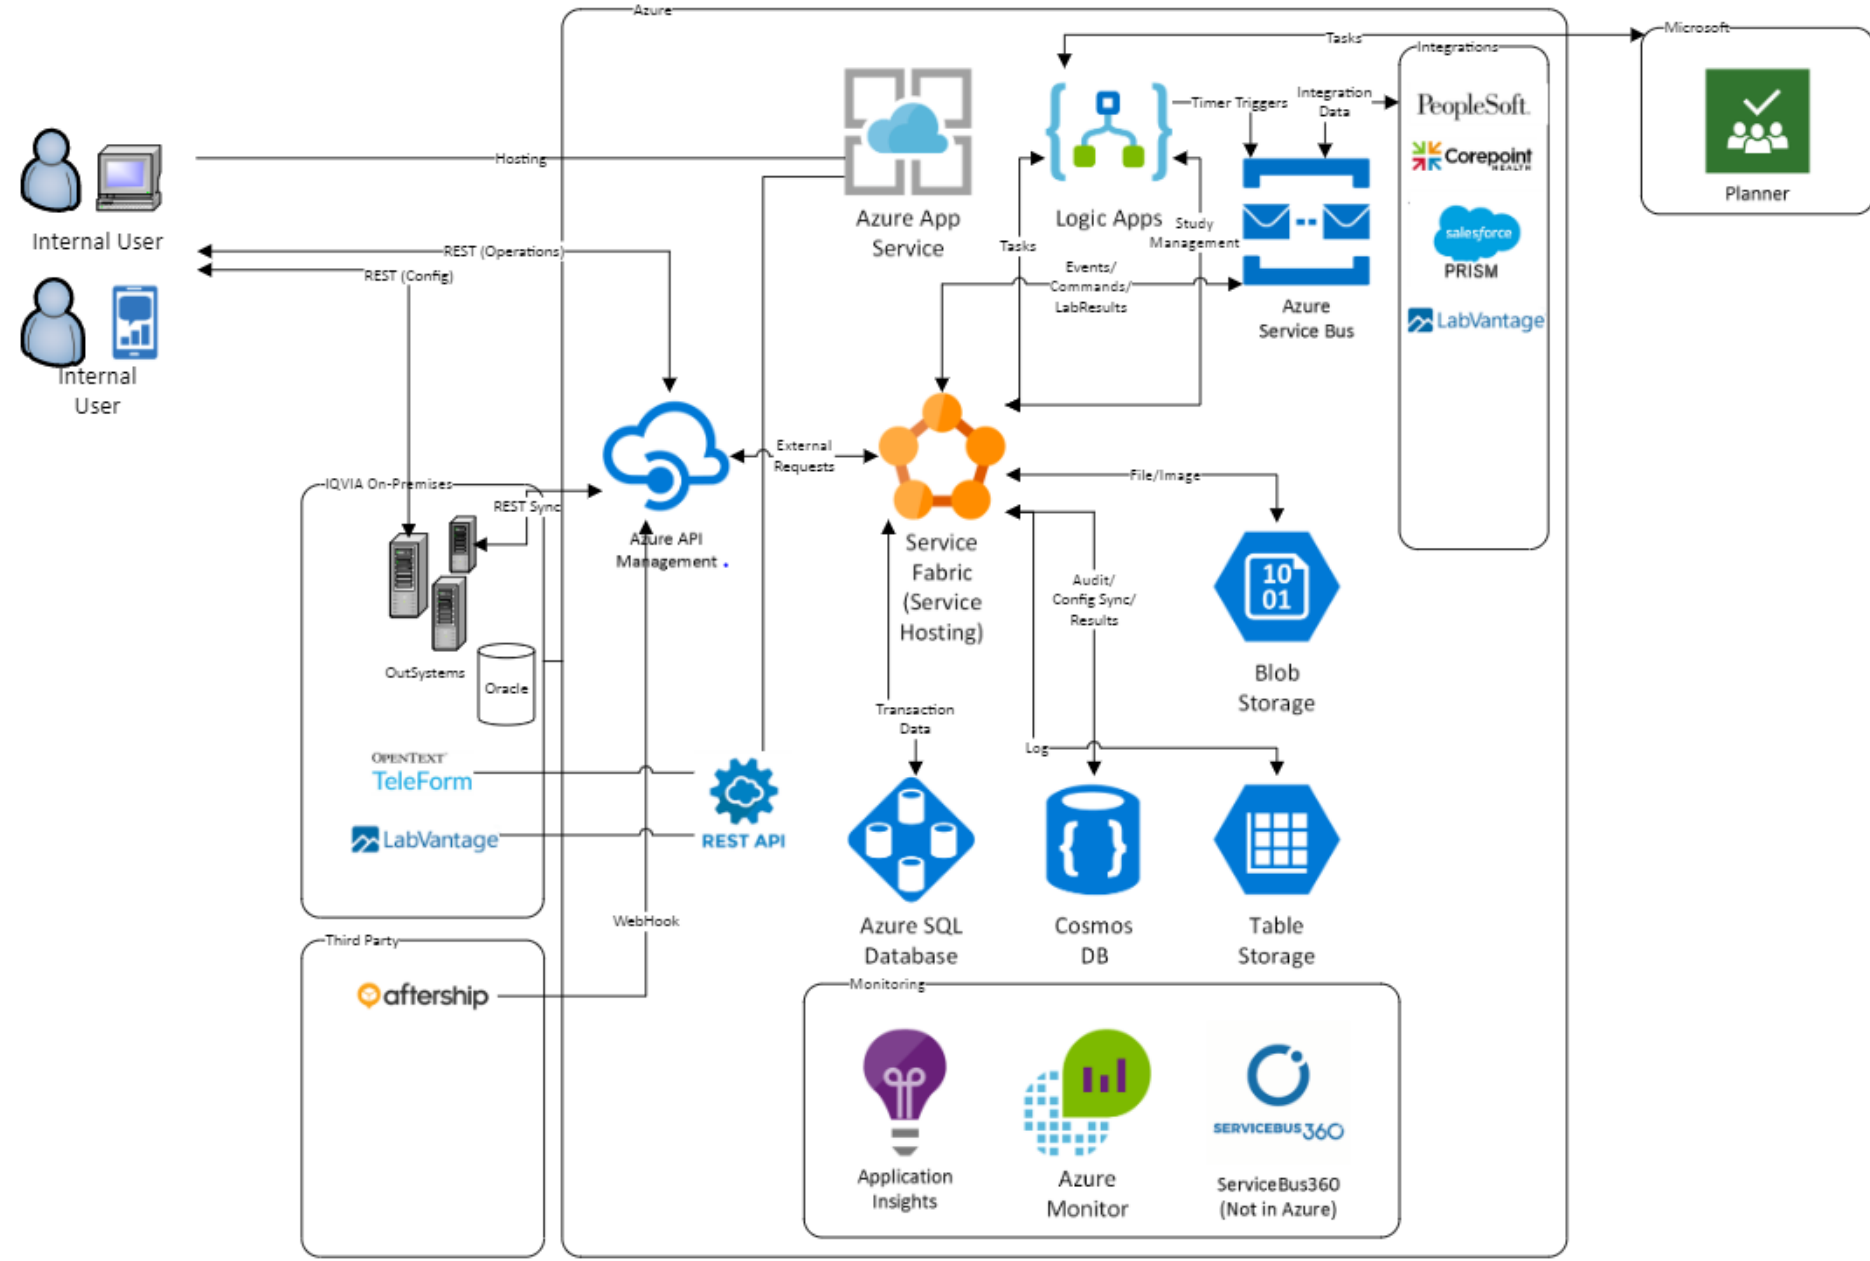 Azure
Microsoft
Tasks
Integrations
Timer Triggers
Integration
Data
PeopleSoft.
Corepoint
HEALTH
salesforce
PRISM
LabVantage
Planner
Hosting
Internal User
Internal
User
REST (Operations)
REST (Config)
Azure App
Service
Logic Apps
Study
Management
Tasks
Events/
Commands/
LabResults
Azure
Service Bus
External
Requests
File/Image
IQVIA On-Premises
REST Sync
Azure API
Management .
Service
Fabric
(Service
Hosting)
10
01
Blob
Storage
Audit/
Config Sync/
Results
OutSystems
Oracle
Transaction
Data
Log
OPENTEXT
TeleForm
LabVantage
REST API
Azure SQL
Database
Cosmos
DB
Table
Storage
WebHook
Third Party
aftership
Monitoring
Application
Insights
Azure
Monitor
SERVICEBUS360
ServiceBus360
(Not in Azure)